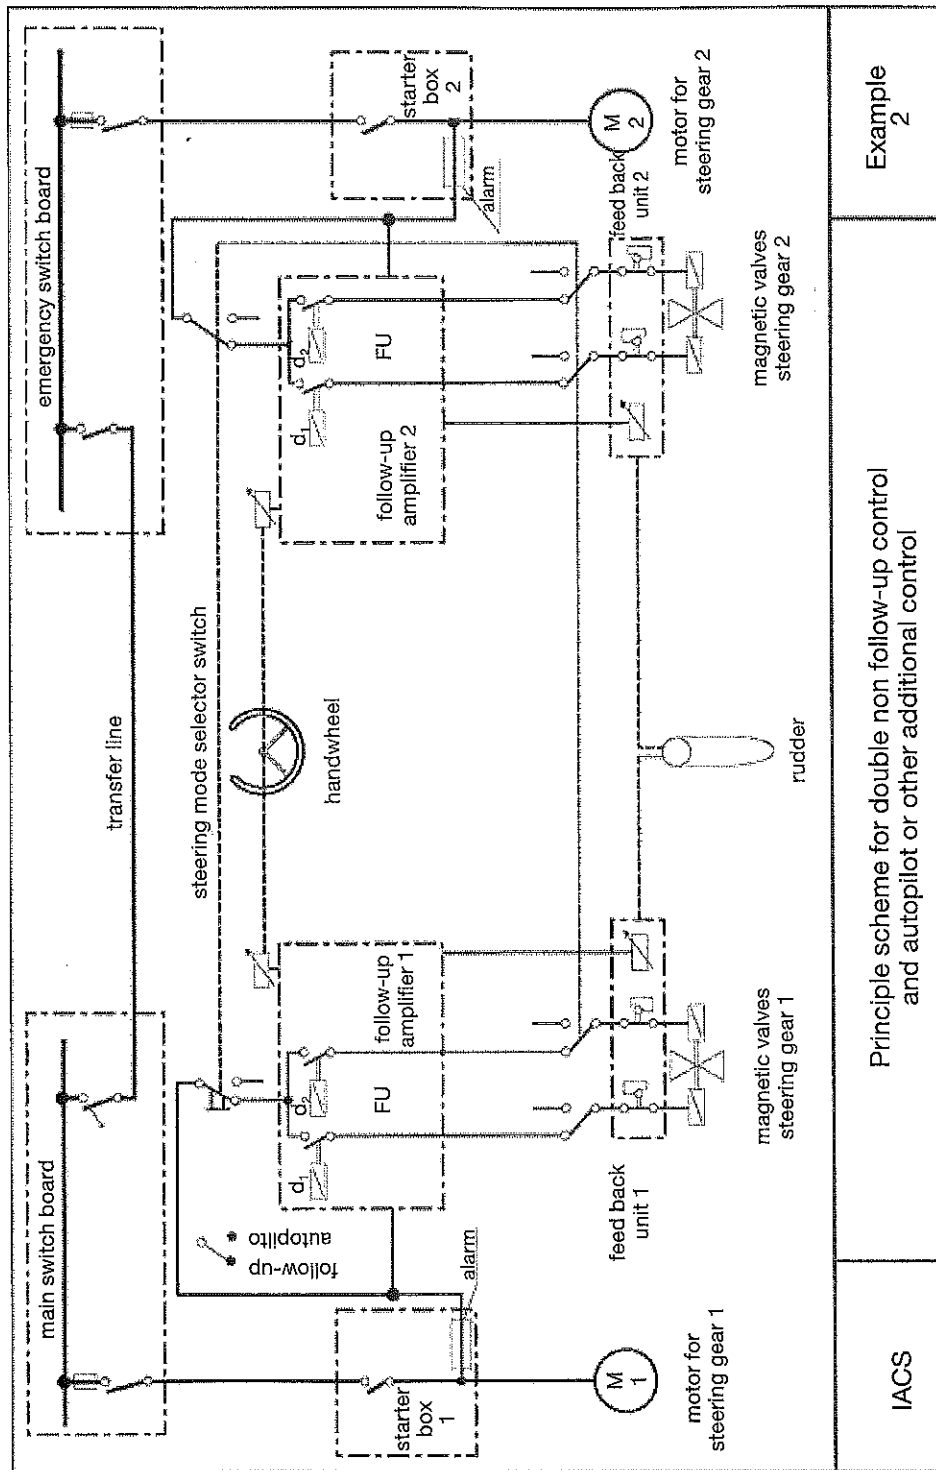 main switch board
transfer line
emergency switch board
follow-up
autopilto
steering mode selector switch
starter
box
1
starter
box
2
alarm
alarm
handwheel
d1
d2
FU
follow-up
amplifier 1
d1
d2
FU
follow-up
amplifier 2
M
1
motor for
steering gear 1
feed back
unit 1
magnetic valves
steering gear 1
rudder
magnetic valves
steering gear 2
feed back
unit 2
M
2
motor for
steering gear 2
IACS
Principle scheme for double non follow-up control
and autopilot or other additional control
Example
2